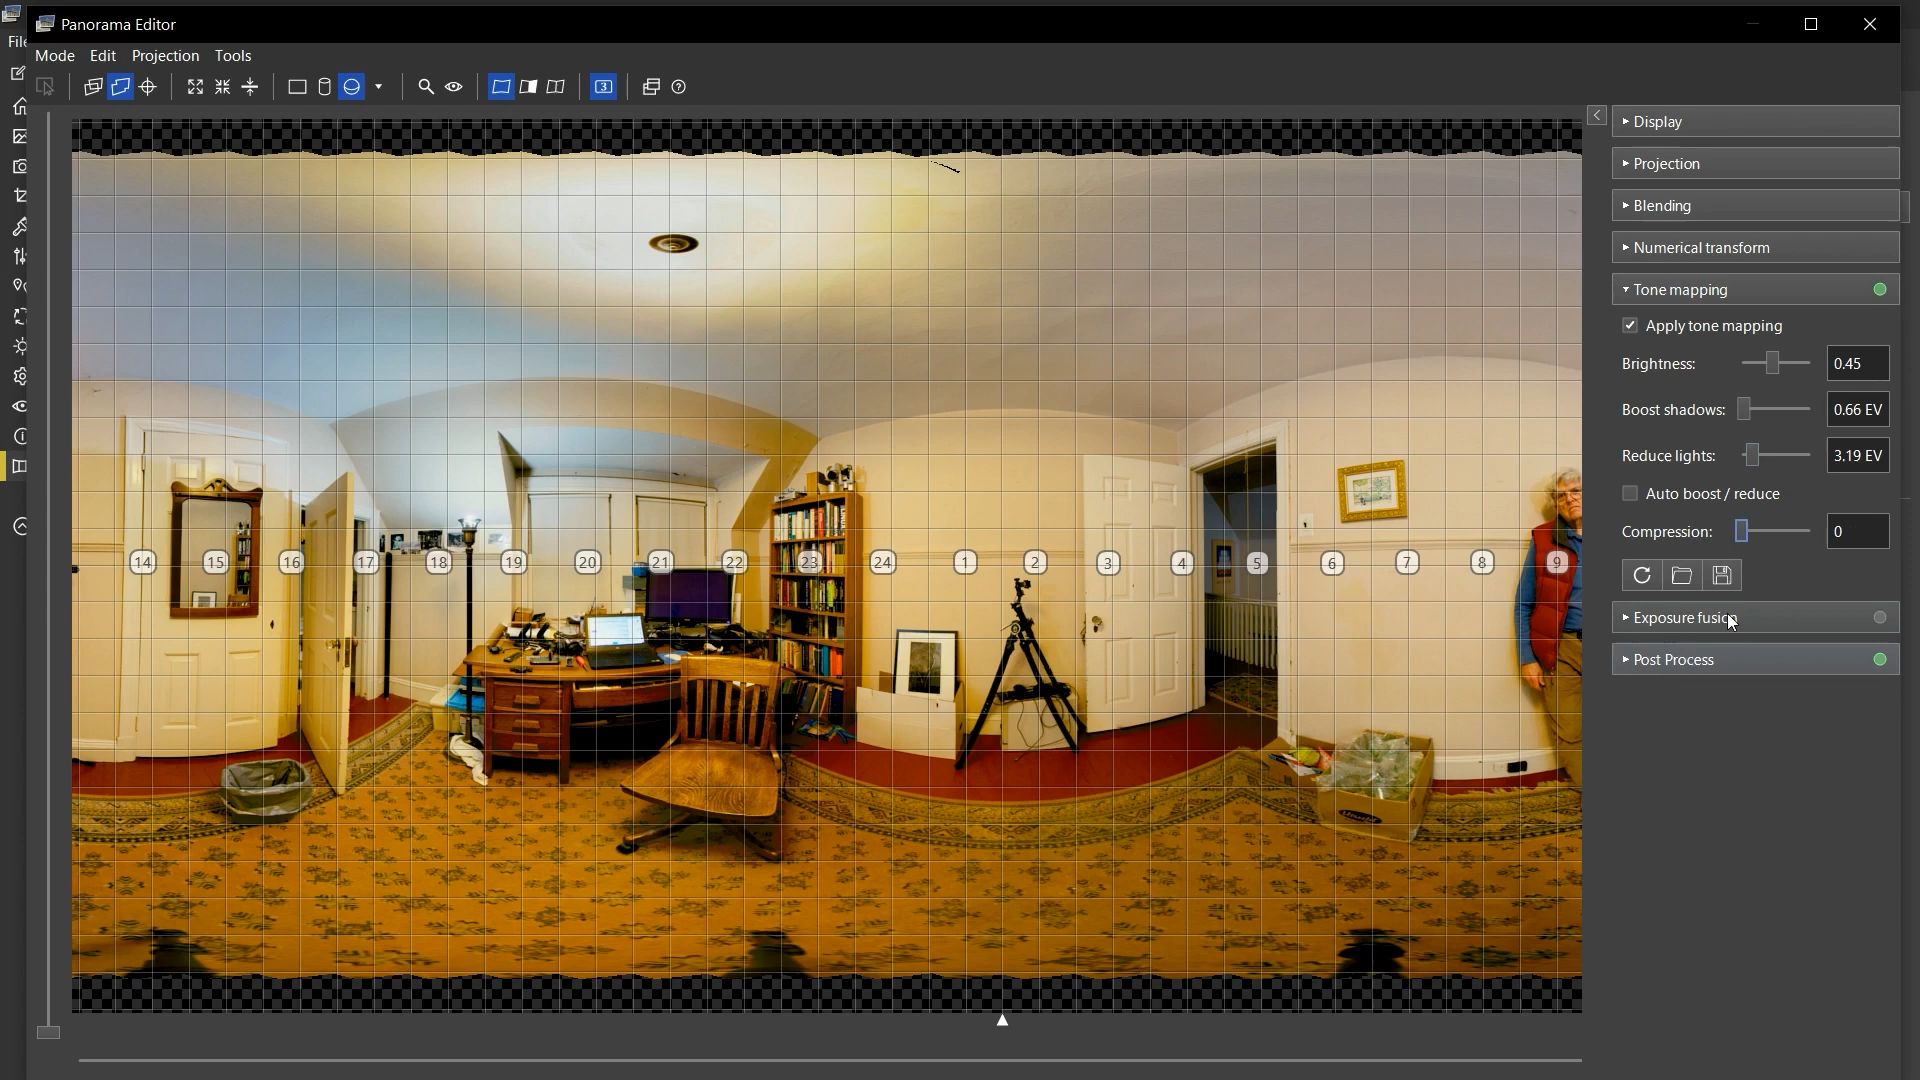 Panorama Editor
File
Mode Edit Projection Tools
3
Display
Projection
Blending
Numerical transform
Tone mapping
Apply tone mapping
Brightness: 0.45
Boost shadows: 0.66 EV
Reduce lights: 3.19 EV
Auto boost / reduce
Compression: 0
14 15 16 17 18 19 20 21 22 23 24 1 2 3 4 5 6 7 8 9
Exposure fusion
Post Process